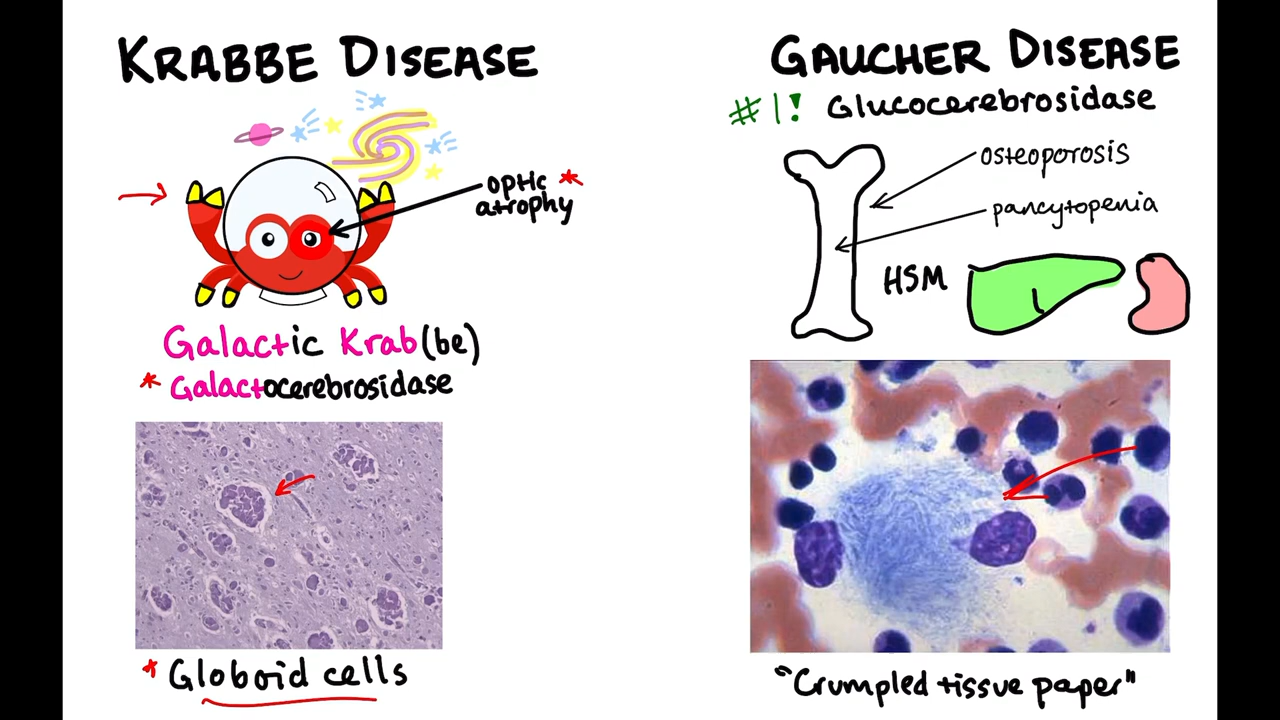 KRABBE DISEASE
optic *
atrophy
Galactic Krab(be)
* Galactocerebrosidase
* Globoid cells
GAUCHER DISEASE
#1! Glucocerebrosidase
osteoporosis
pancytopenia
HSM
"Crumpled tissue paper"